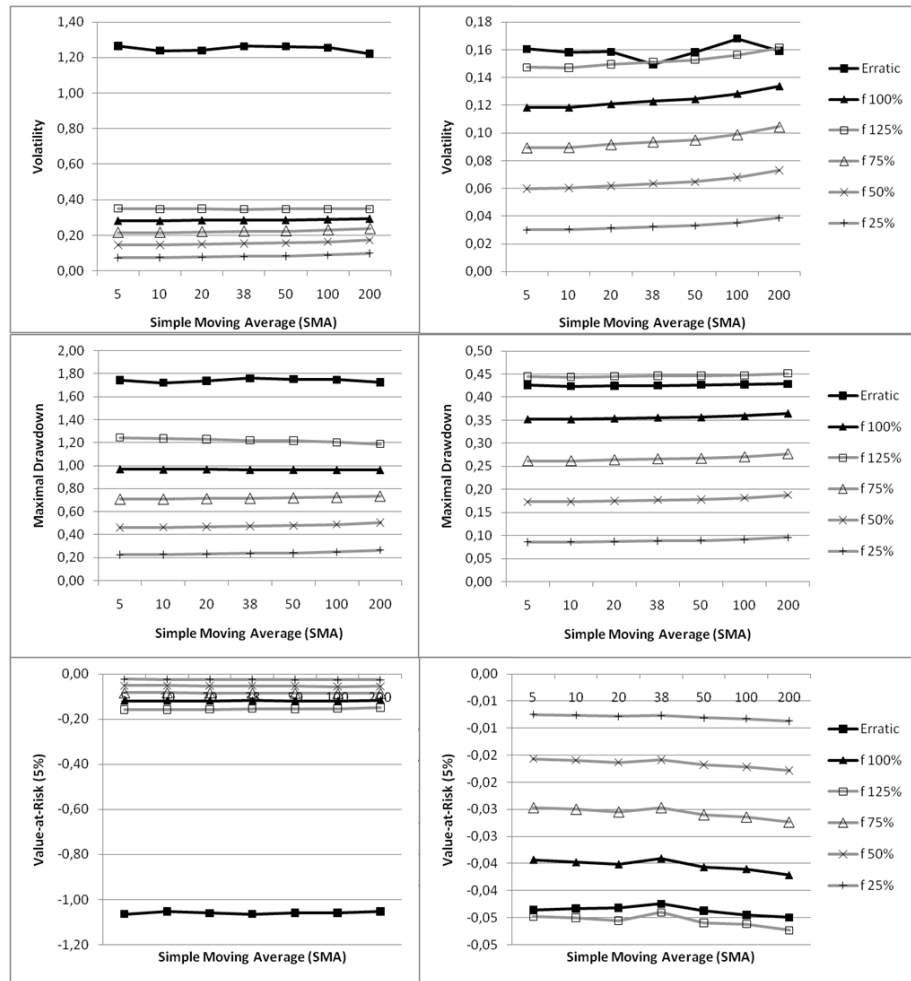 1,40
1,20
1,00
0,80
0,60
0,40
0,20
0,00
Volatility
5 10 20 38 50 100 200
Simple Moving Average (SMA)
0,18
0,16
0,14
0,12
0,10
0,08
0,06
0,04
0,02
0,00
Volatility
5 10 20 38 50 100 200
Simple Moving Average (SMA)
Erratic
f 100%
f 125%
f 75%
f 50%
f 25%
2,00
1,80
1,60
1,40
1,20
1,00
0,80
0,60
0,40
0,20
0,00
Maximal Drawdown
5 10 20 38 50 100 200
Simple Moving Average (SMA)
0,50
0,45
0,40
0,35
0,30
0,25
0,20
0,15
0,10
0,05
0,00
Maximal Drawdown
5 10 20 38 50 100 200
Simple Moving Average (SMA)
Erratic
f 100%
f 125%
f 75%
f 50%
f 25%
0,00
-0,20
-0,40
-0,60
-0,80
-1,00
-1,20
Value-at-Risk (5%)
5 10 20 38 50 100 200
Simple Moving Average (SMA)
0,00
-0,01
-0,01
-0,02
-0,02
-0,03
-0,03
-0,04
-0,04
-0,05
-0,05
Value-at-Risk (5%)
5 10 20 38 50 100 200
Simple Moving Average (SMA)
Erratic
f 100%
f 125%
f 75%
f 50%
f 25%